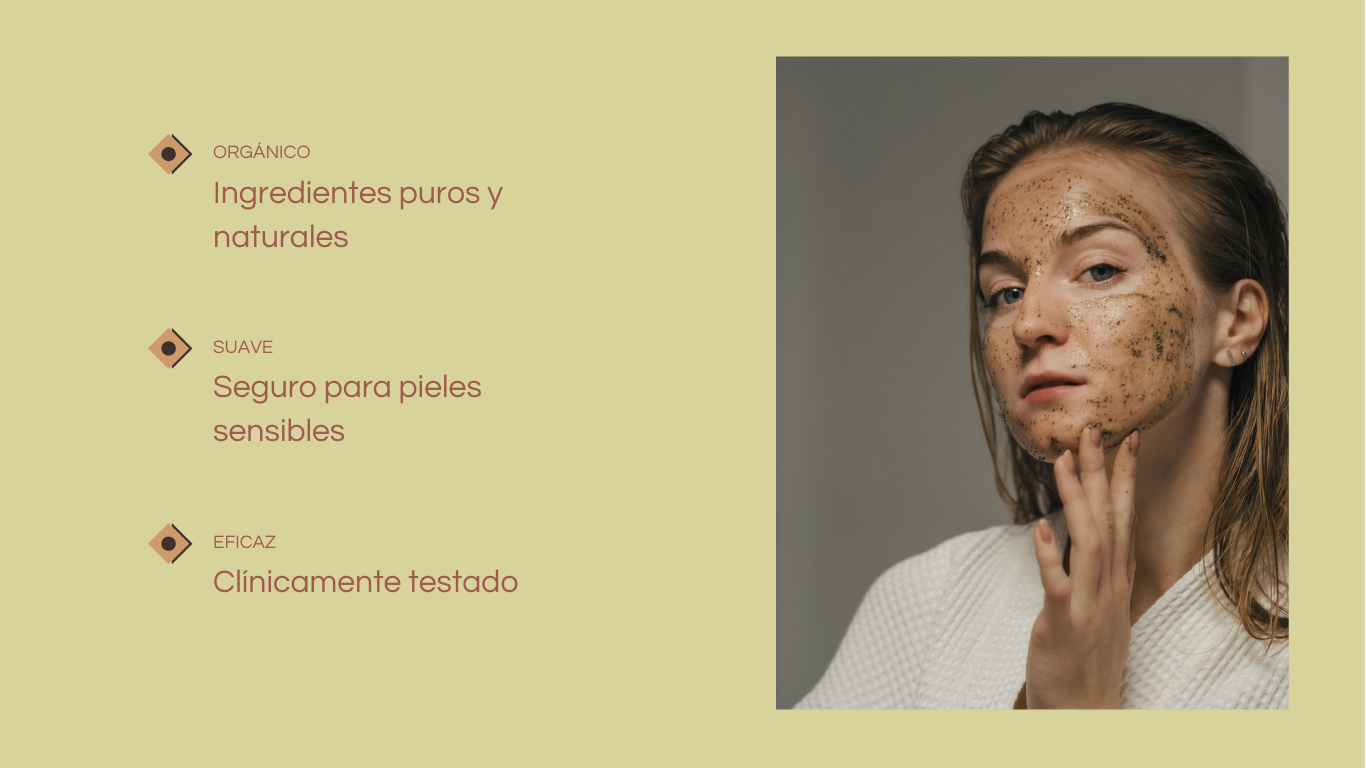 ORGÁNICO
Ingredientes puros y
naturales
SUAVE
Seguro para pieles
sensibles
EFICAZ
Clínicamente testado